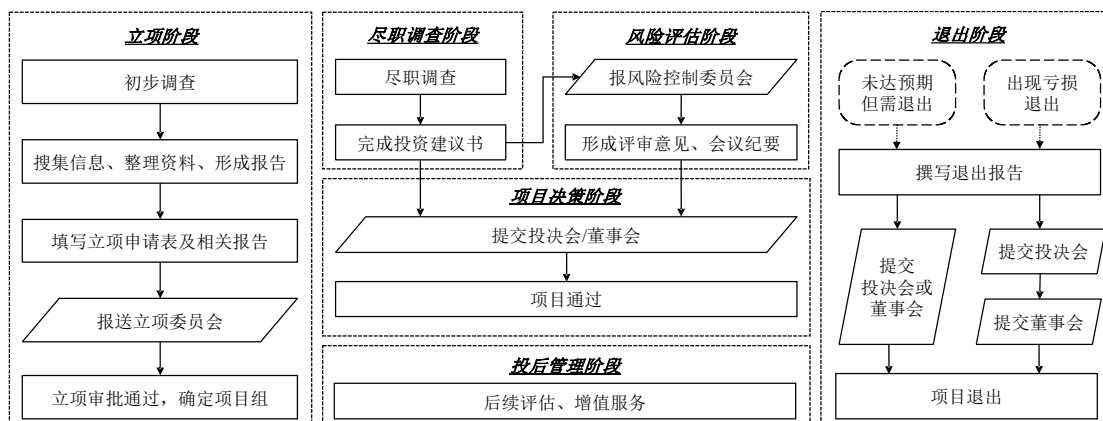 立项阶段
初步调查
搜集信息、整理资料、形成报告
填写立项申请表及相关报告
报送立项委员会
立项审批通过，确定项目组
尽职调查阶段
尽职调查
完成投资建议书
风险评估阶段
报风险控制委员会
形成评审意见、会议纪要
项目决策阶段
提交投决会/董事会
项目通过
投后管理阶段
后续评估、增值服务
退出阶段
未达预期
但需退出
出现亏损
退出
撰写退出报告
提交
投决会或
董事会
提交投决会
提交董事会
项目退出